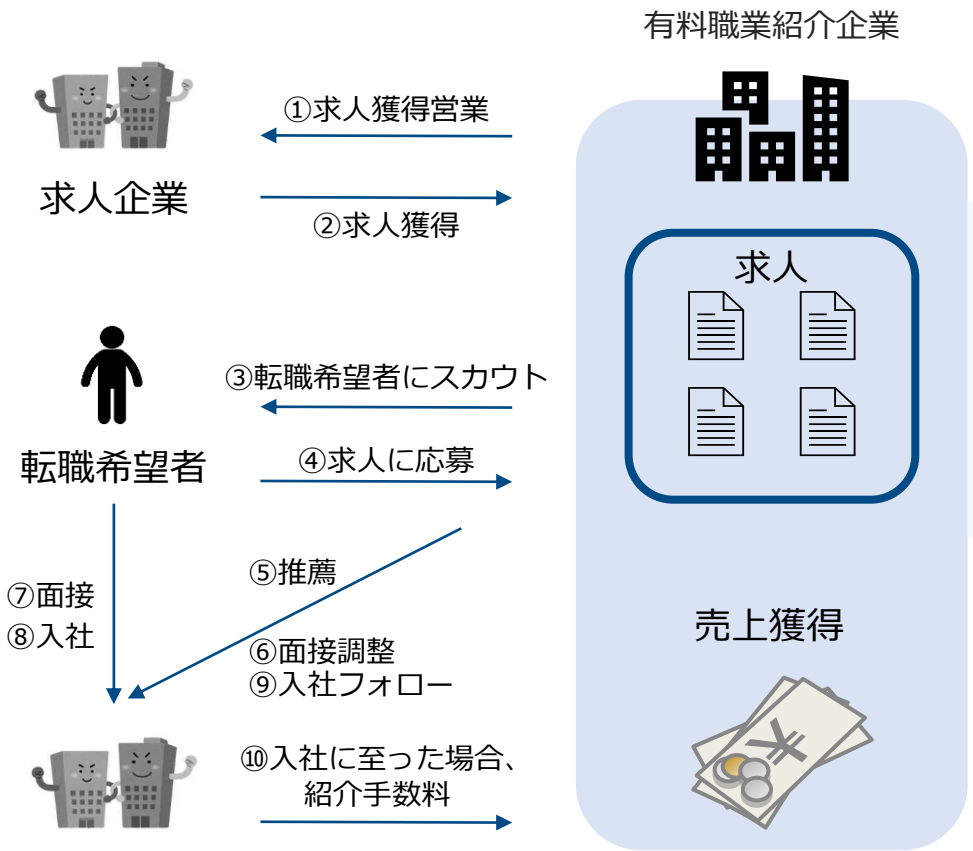 有料職業紹介企業
①求人獲得営業
求人企業
②求人獲得
求人
③転職希望者にスカウト
転職希望者
④求人に応募
⑤推薦
⑦面接
⑧入社
売上獲得
⑥面接調整
⑨入社フォロー
⑩入社に至った場合、
紹介手数料
¥